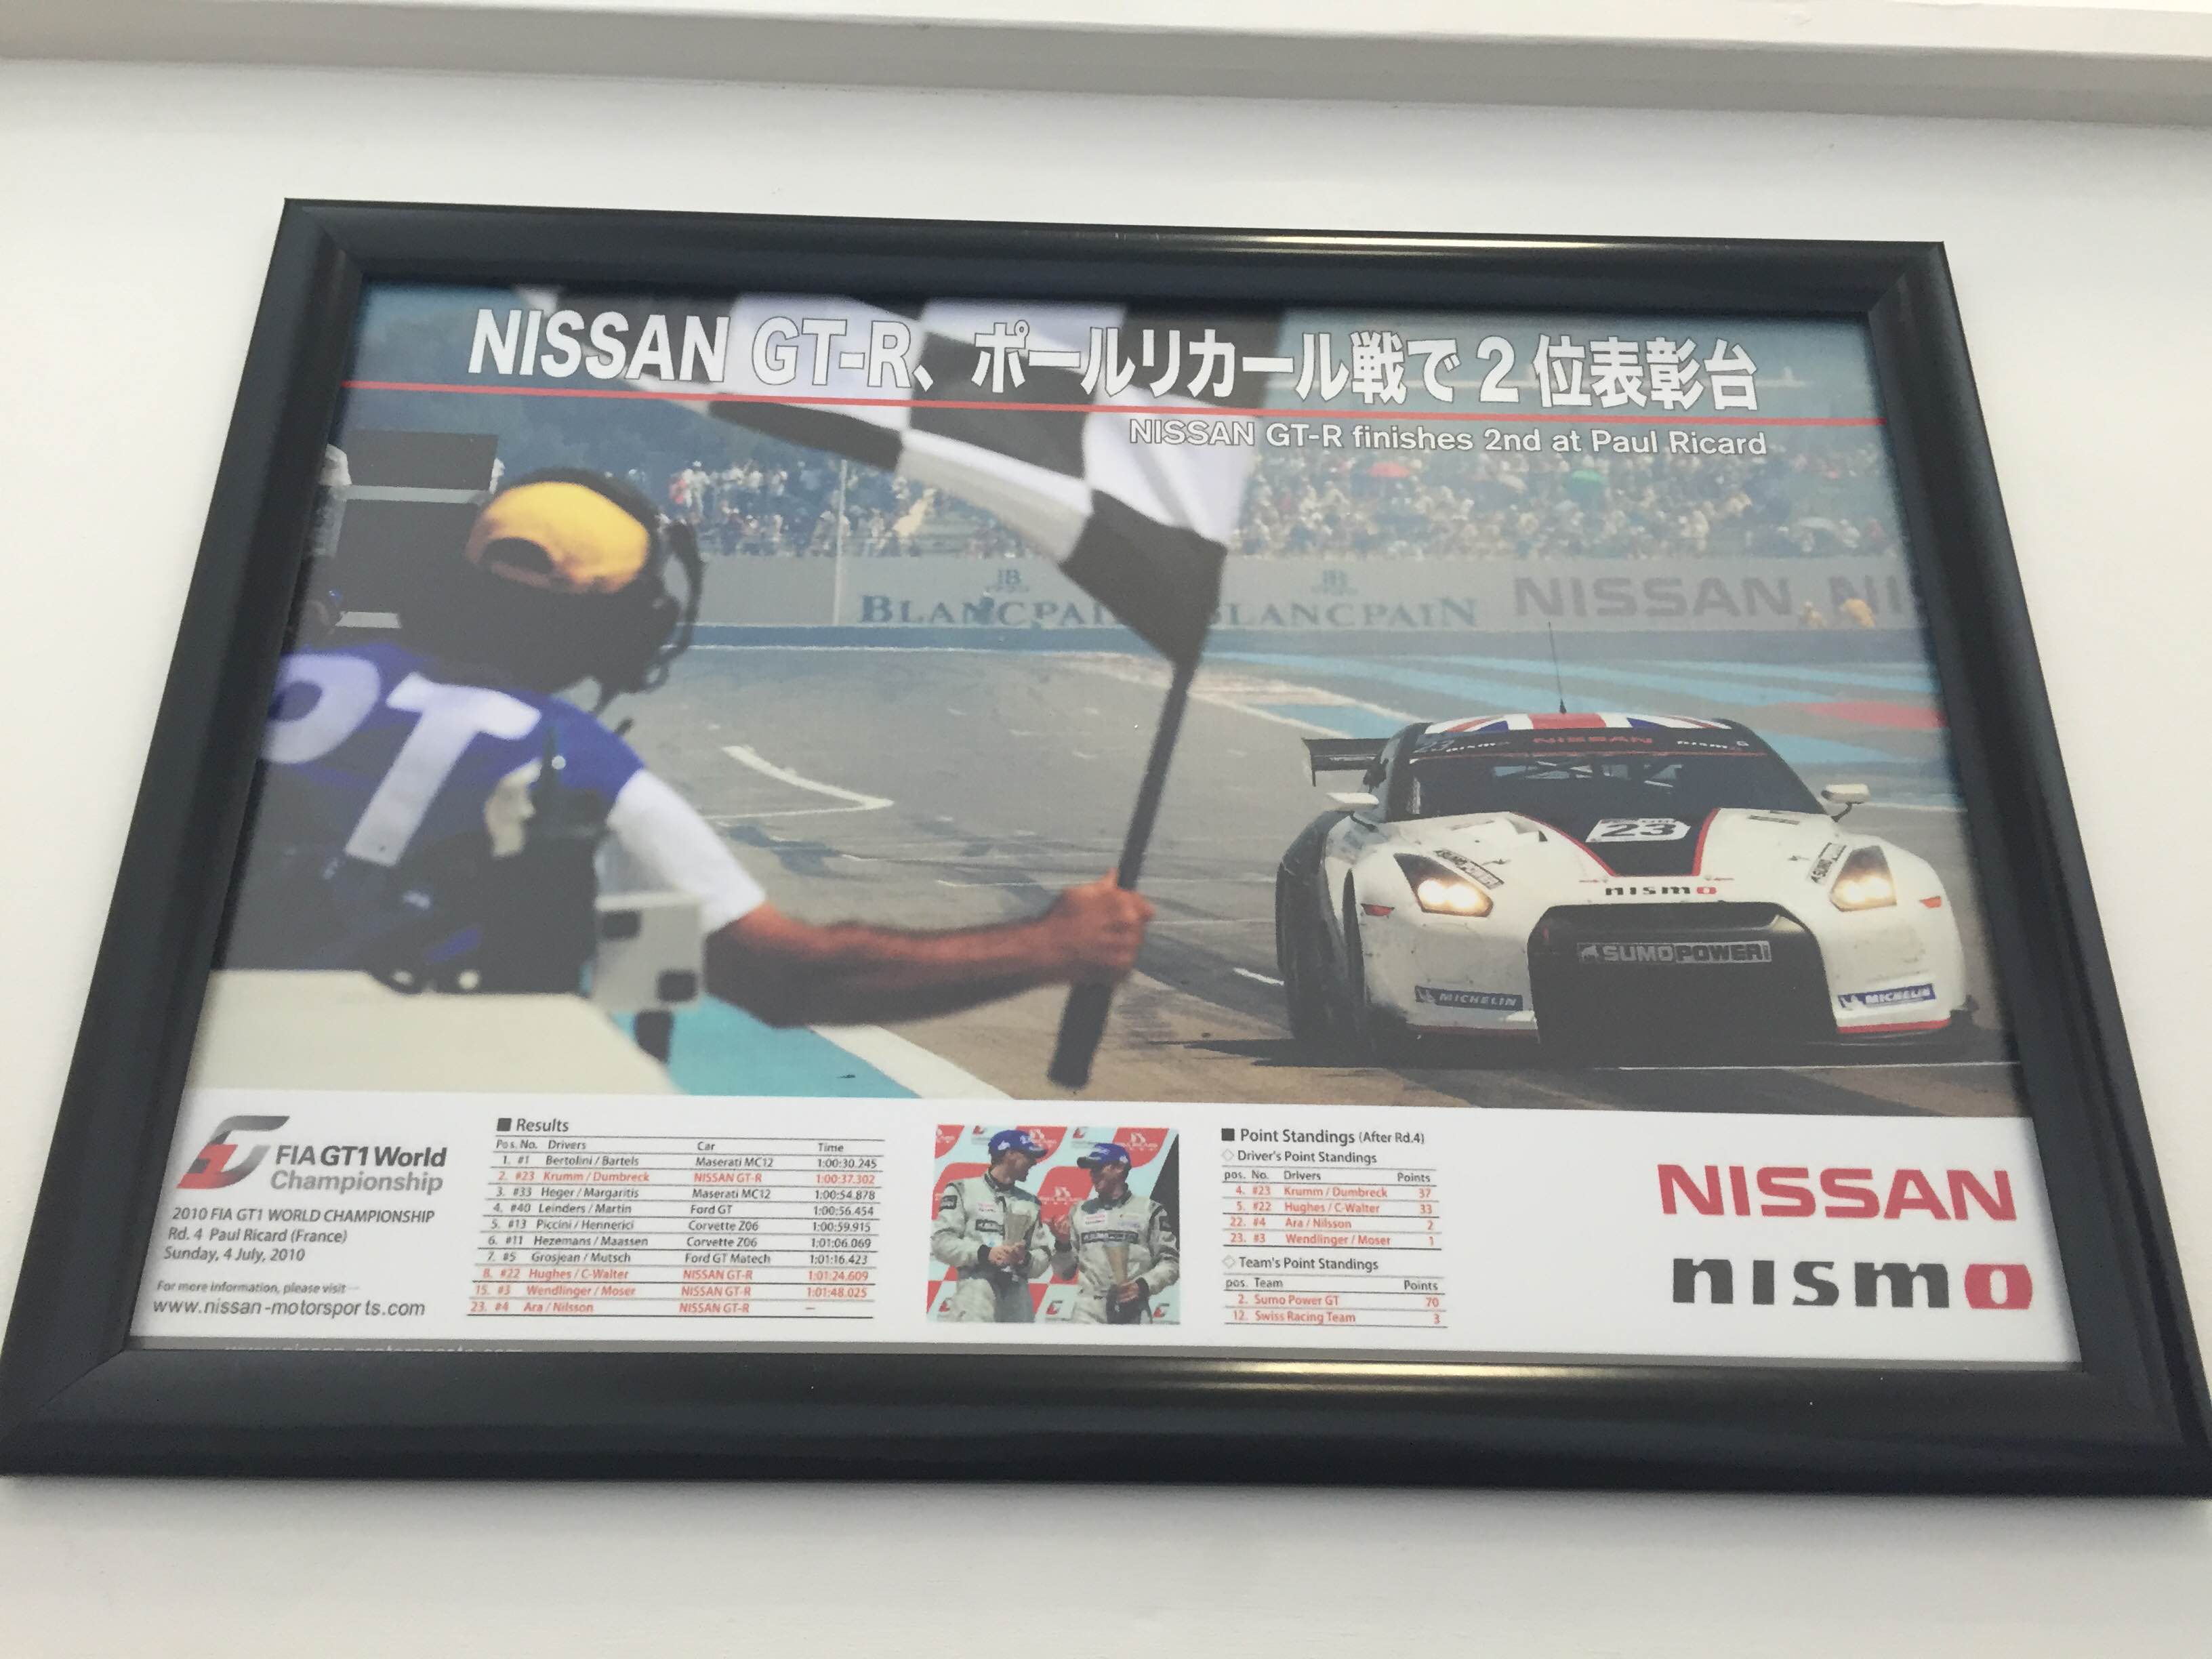 NISSAN GT-R、ポールリカール戦で2位表彰台
NISSAN GT-R finishes 2nd at Paul Ricard
BLANCPAIN
NISSAN
PT
NISSAN
nismo
23
nismo
SUMOPOWER
MICHELIN
MICHELIN
FIA GT1 World
Championship
2010 FIA GT1 WORLD CHAMPIONSHIP
Rd. 4 Paul Ricard (France)
Sunday, 4 July, 2010
For more information, please visit
www.nissan-motorsports.com
■ Results
Pos. No. Drivers Car Time
1. #1 Bertolini / Bartels Maserati MC12 1:00:30.245
2. #23 Krumm / Dumbreck NISSAN GT-R 1:00:37.302
3. #33 Heger / Margaritis Maserati MC12 1:00:54.878
4. #40 Leinders / Martin Ford GT 1:00:56.454
5. #13 Piccini / Hennerici Corvette Z06 1:00:59.915
6. #11 Hezemans / Maassen Corvette Z06 1:01:06.069
7. #5 Grosjean / Mutsch Ford GT Matech 1:01:16.423
8. #22 Hughes / C-Walter NISSAN GT-R 1:01:24.609
15. #3 Wendlinger / Moser NISSAN GT-R 1:01:48.025
23. #4 Ara / Nilsson NISSAN GT-R —
■ Point Standings (After Rd.4)
◇ Driver's Point Standings
pos. No. Drivers Points
4. #23 Krumm / Dumbreck 37
5. #22 Hughes / C-Walter 33
22. #4 Ara / Nilsson 2
23. #3 Wendlinger / Moser 1
◇ Team's Point Standings
pos. Team Points
2. Sumo Power GT 70
12. Swiss Racing Team 3
NISSAN
nismo